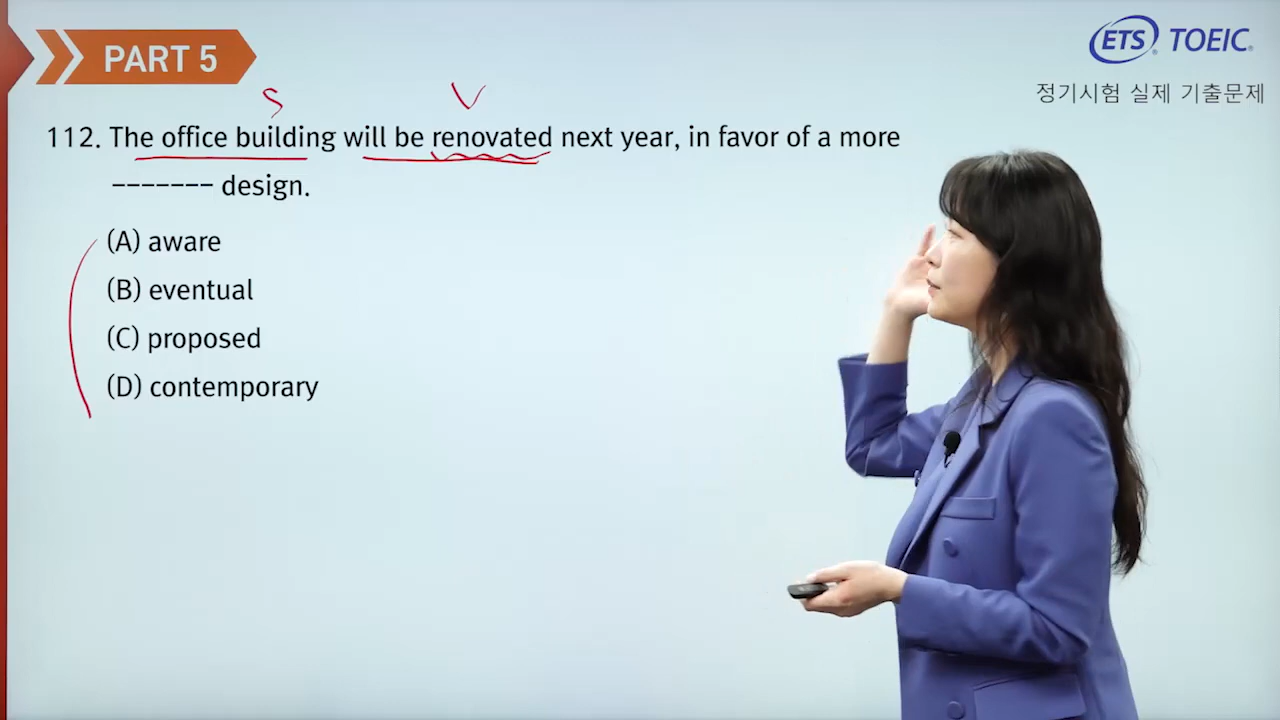 PART 5
ETS TOEIC
정기시험 실제 기출문제
S V
112. The office building will be renovated next year, in favor of a more
------- design.
(A) aware
(B) eventual
(C) proposed
(D) contemporary